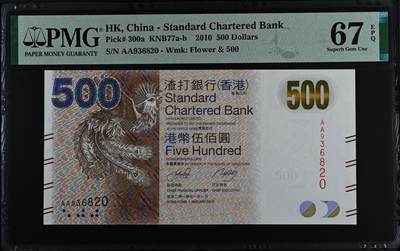 PMG
PAPER MONEY GUARANTY
HK, China - Standard Chartered Bank
Pick# 300a KNB77a-b 2010 500 Dollars
S/N AA936820 - Wmk: Flower & 500
67
EPQ
Superb Gem Unc
500
渣打銀行(香港)
Standard
Chartered Bank
500
港幣伍佰圓
Five Hundred
AA936820
AA936820